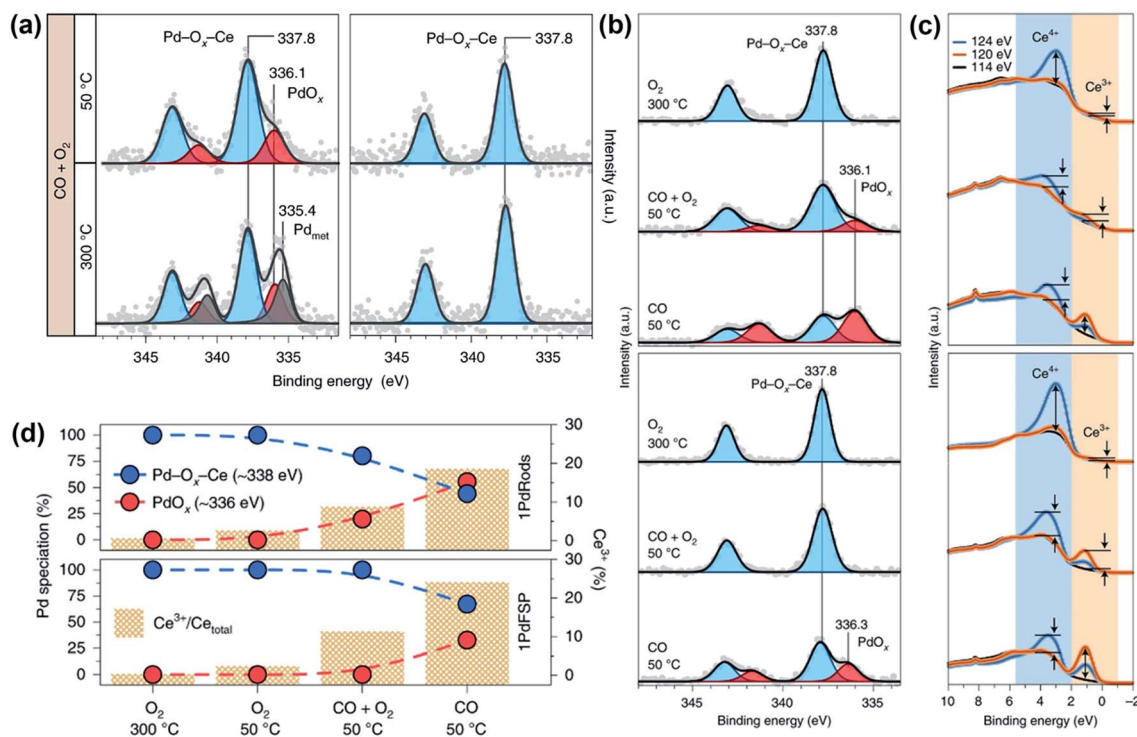 (a)
CO + O2
50 °C
300 °C
Pd–Ox–Ce
337.8
336.1
PdOx
335.4
Pdmet
345
340
335
Binding energy (eV)
Pd–Ox–Ce
337.8
345
340
335
Binding energy (eV)
(b)
Intensity (a.u.)
337.8
Pd–Ox–Ce
O2
300 °C
336.1
PdOx
CO + O2
50 °C
CO
50 °C
Intensity (a.u.)
337.8
Pd–Ox–Ce
O2
300 °C
CO + O2
50 °C
336.3
PdOx
CO
50 °C
345
340
335
Binding energy (eV)
(c)
Intensity (a.u.)
124 eV
120 eV
114 eV
Ce4+
Ce3+
Ce4+
Ce3+
10
8
6
4
2
0
–2
Binding energy (eV)
(d)
Pd speciation (%)
100
75
50
25
0
100
75
50
25
0
Pd–Ox–Ce (~338 eV)
PdOx (~336 eV)
Ce3+/Cetotal
30
20
10
0
30
20
10
0
Ce3+ (%)
1PdRods
1PdFSP
O2
300 °C
O2
50 °C
CO + O2
50 °C
CO
50 °C